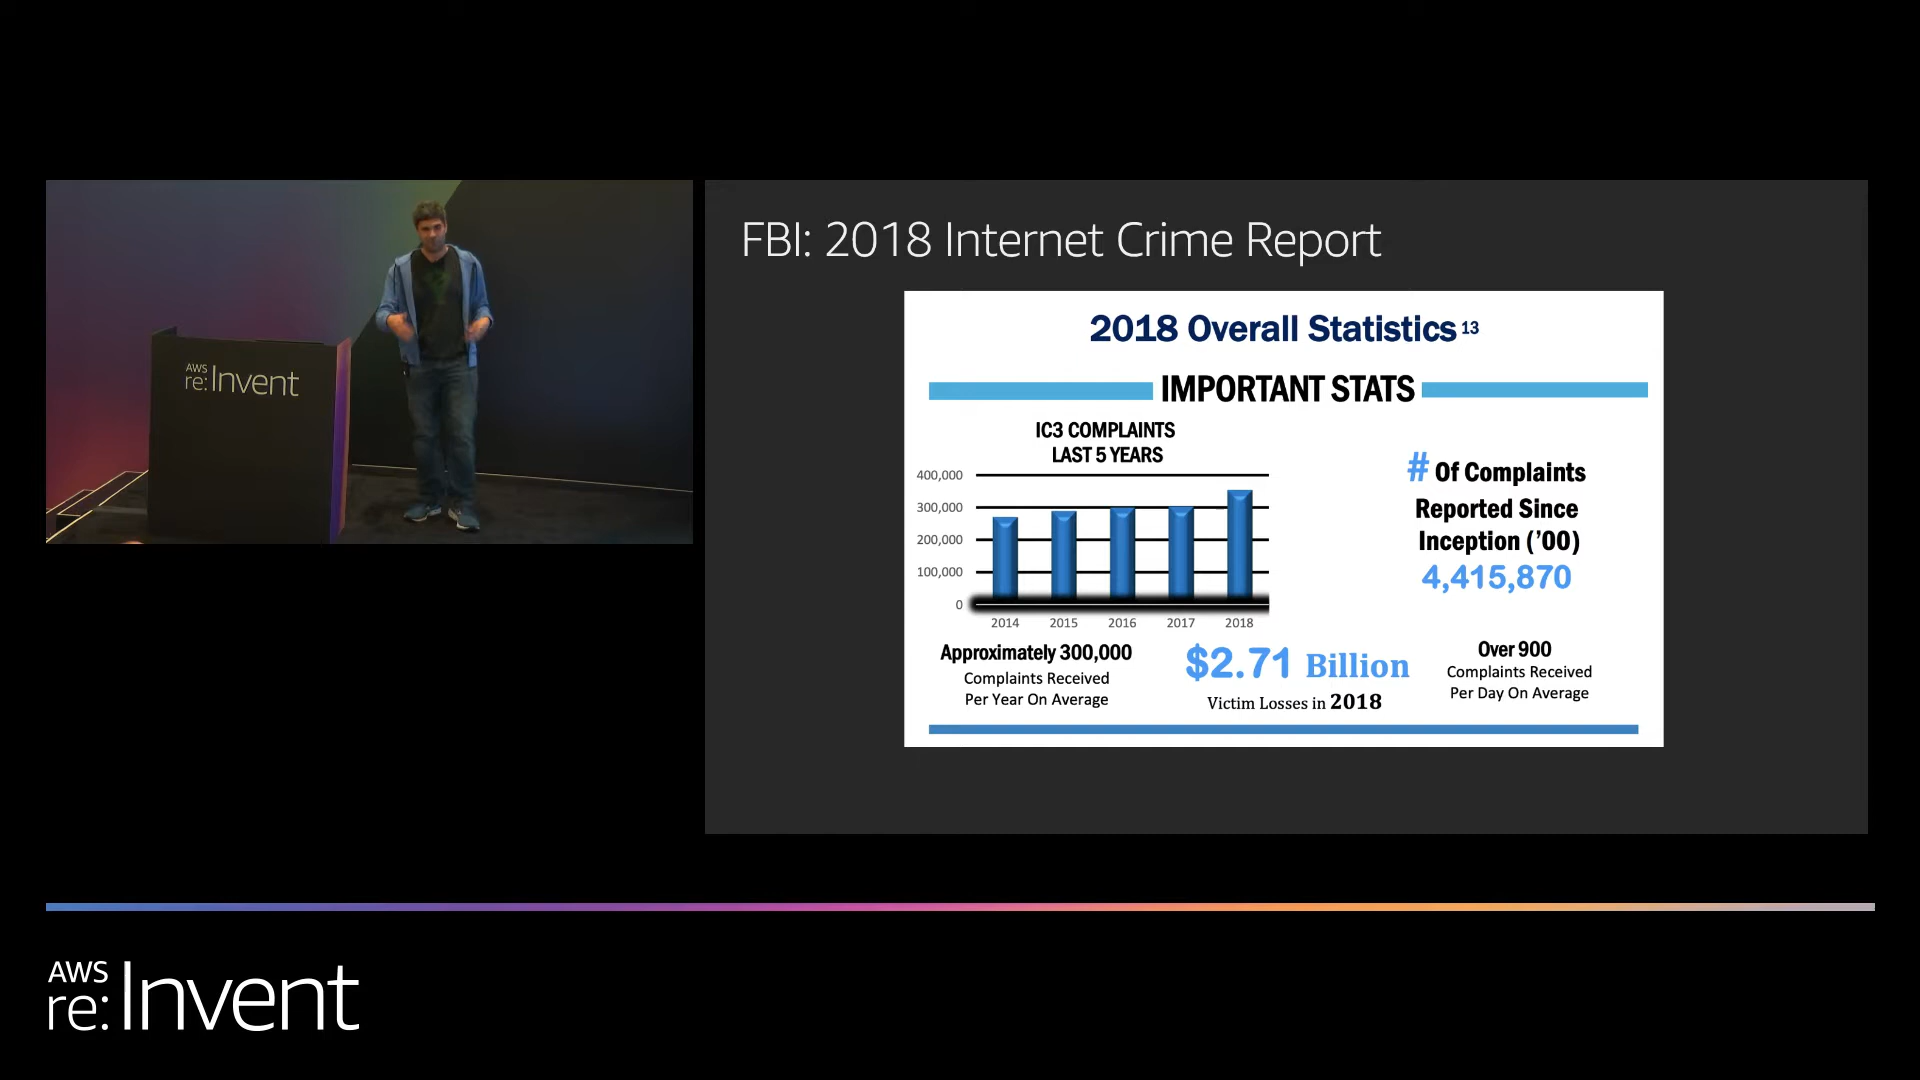 AWS
re:Invent
FBI: 2018 Internet Crime Report
2018 Overall Statistics 13
IMPORTANT STATS
IC3 COMPLAINTS
LAST 5 YEARS
400,000
300,000
200,000
100,000
0
2014 2015 2016 2017 2018
# Of Complaints
Reported Since
Inception ('00)
4,415,870
Approximately 300,000
Complaints Received
Per Year On Average
$2.71 Billion
Victim Losses in 2018
Over 900
Complaints Received
Per Day On Average
AWS
re:Invent